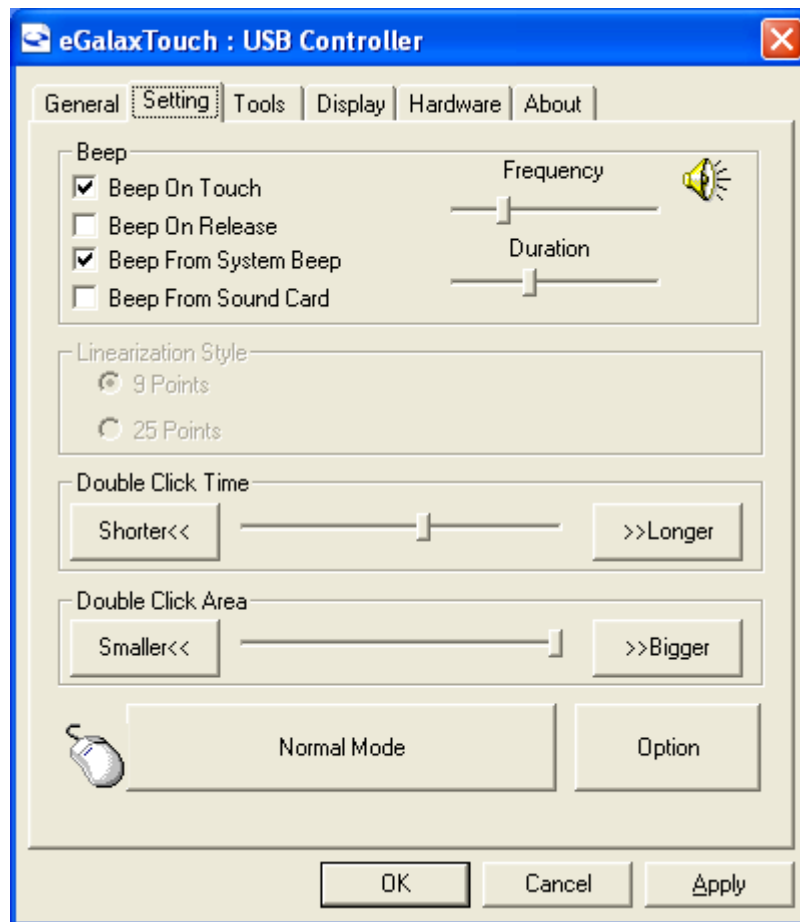 eGalaxTouch : USB Controller
General Setting Tools Display Hardware About
Beep
Beep On Touch
Beep On Release
Beep From System Beep
Beep From Sound Card
Frequency
Duration
Linearization Style
9 Points
25 Points
Double Click Time
Shorter<< >>Longer
Double Click Area
Smaller<< >>Bigger
Normal Mode Option
OK Cancel Apply